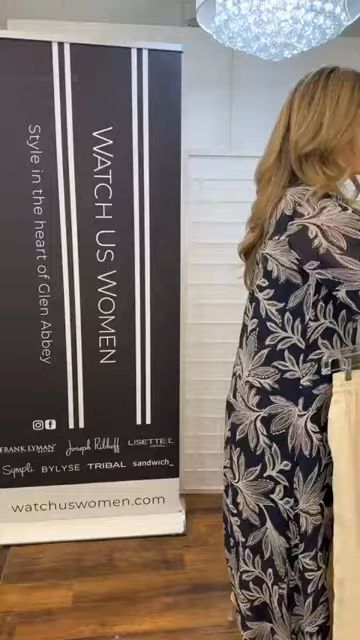 WATCH US WOMEN
Style in the heart of Glen Abbey
FRANK LYMAN Joseph Ribkoff LISETTE L
Sympli BYLYSE TRIBAL sandwich_
watchuswomen.com